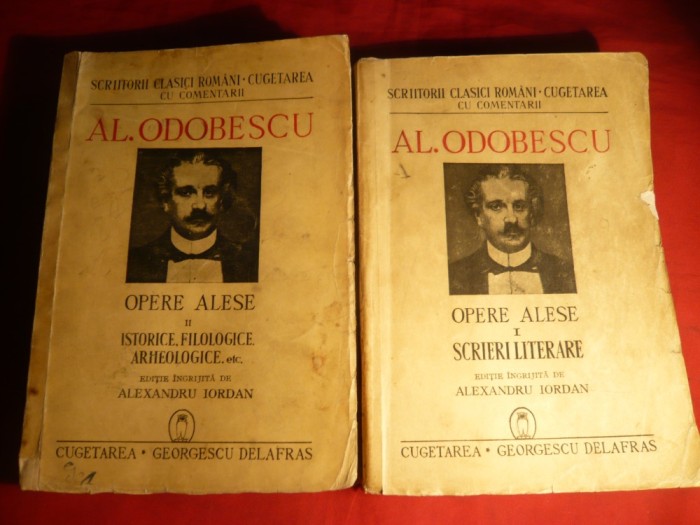 SCRIITORII CLASICI ROMÂNI • CUGETAREA
CU COMENTARII
AL. ODOBESCU
OPERE ALESE
II
ISTORICE, FILOLOGICE,
ARHEOLOGICE, etc.
EDIȚIE ÎNGRIJITĂ DE
ALEXANDRU IORDAN
CUGETAREA • GEORGESCU DELAFRAS
SCRIITORII CLASICI ROMÂNI • CUGETAREA
CU COMENTARII
AL. ODOBESCU
1
OPERE ALESE
I
SCRIERI LITERARE
EDIȚIE ÎNGRIJITĂ DE
ALEXANDRU IORDAN
CUGETAREA • GEORGESCU DELAFRAS